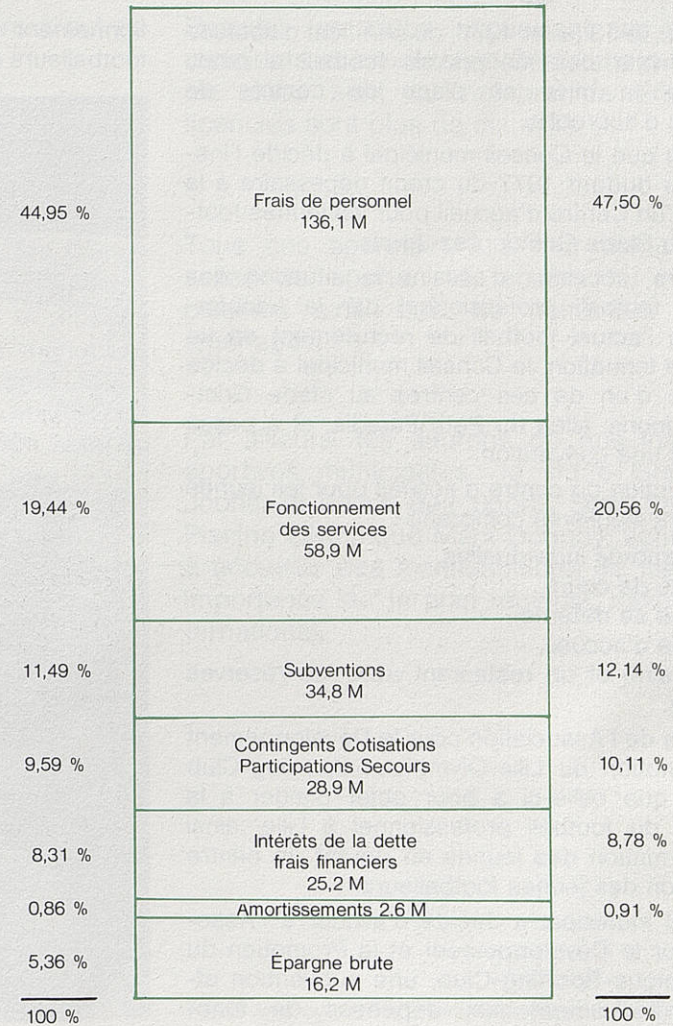 44,95 %
Frais de personnel
136,1 M
47,50 %
19,44 %
Fonctionnement
des services
58,9 M
20,56 %
11,49 %
Subventions
34,8 M
12,14 %
9,59 %
Contingents Cotisations
Participations Secours
28,9 M
10,11 %
8,31 %
Intérêts de la dette
frais financiers
25,2 M
8,78 %
0,86 %
Amortissements 2.6 M
0,91 %
5,36 %
Épargne brute
16,2 M
100 %
100 %